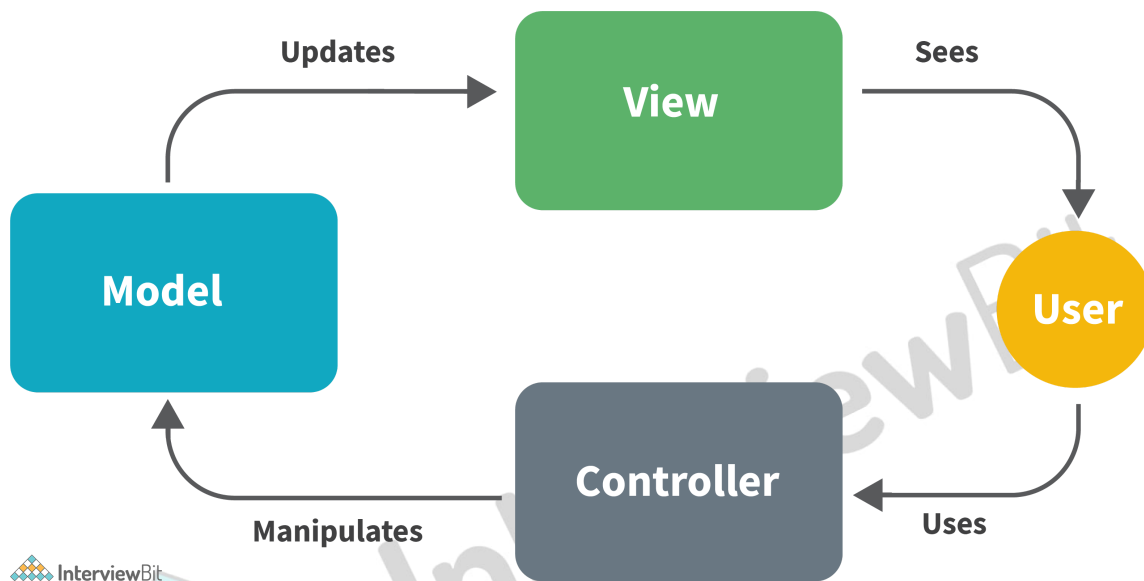 Updates
View
Sees
Model
User
Controller
Manipulates
Uses
InterviewBit